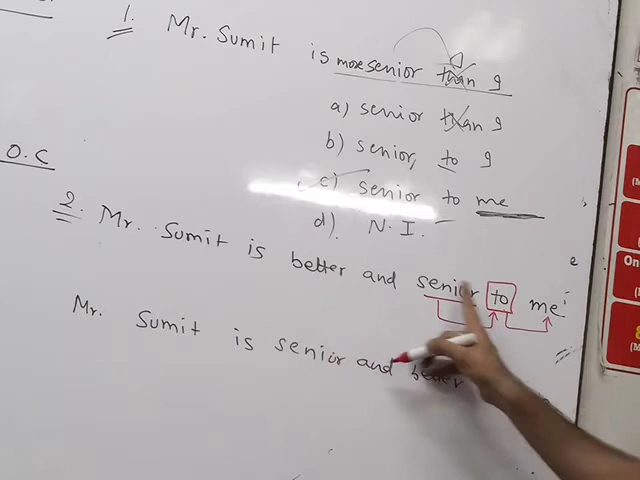 1. Mr. Sumit is more senior than I
a) senior than I
b) senior, to I
c) senior to me
d) N. I.
O.C
2. Mr. Sumit is better and senior to me
Mr. Sumit is senior and better